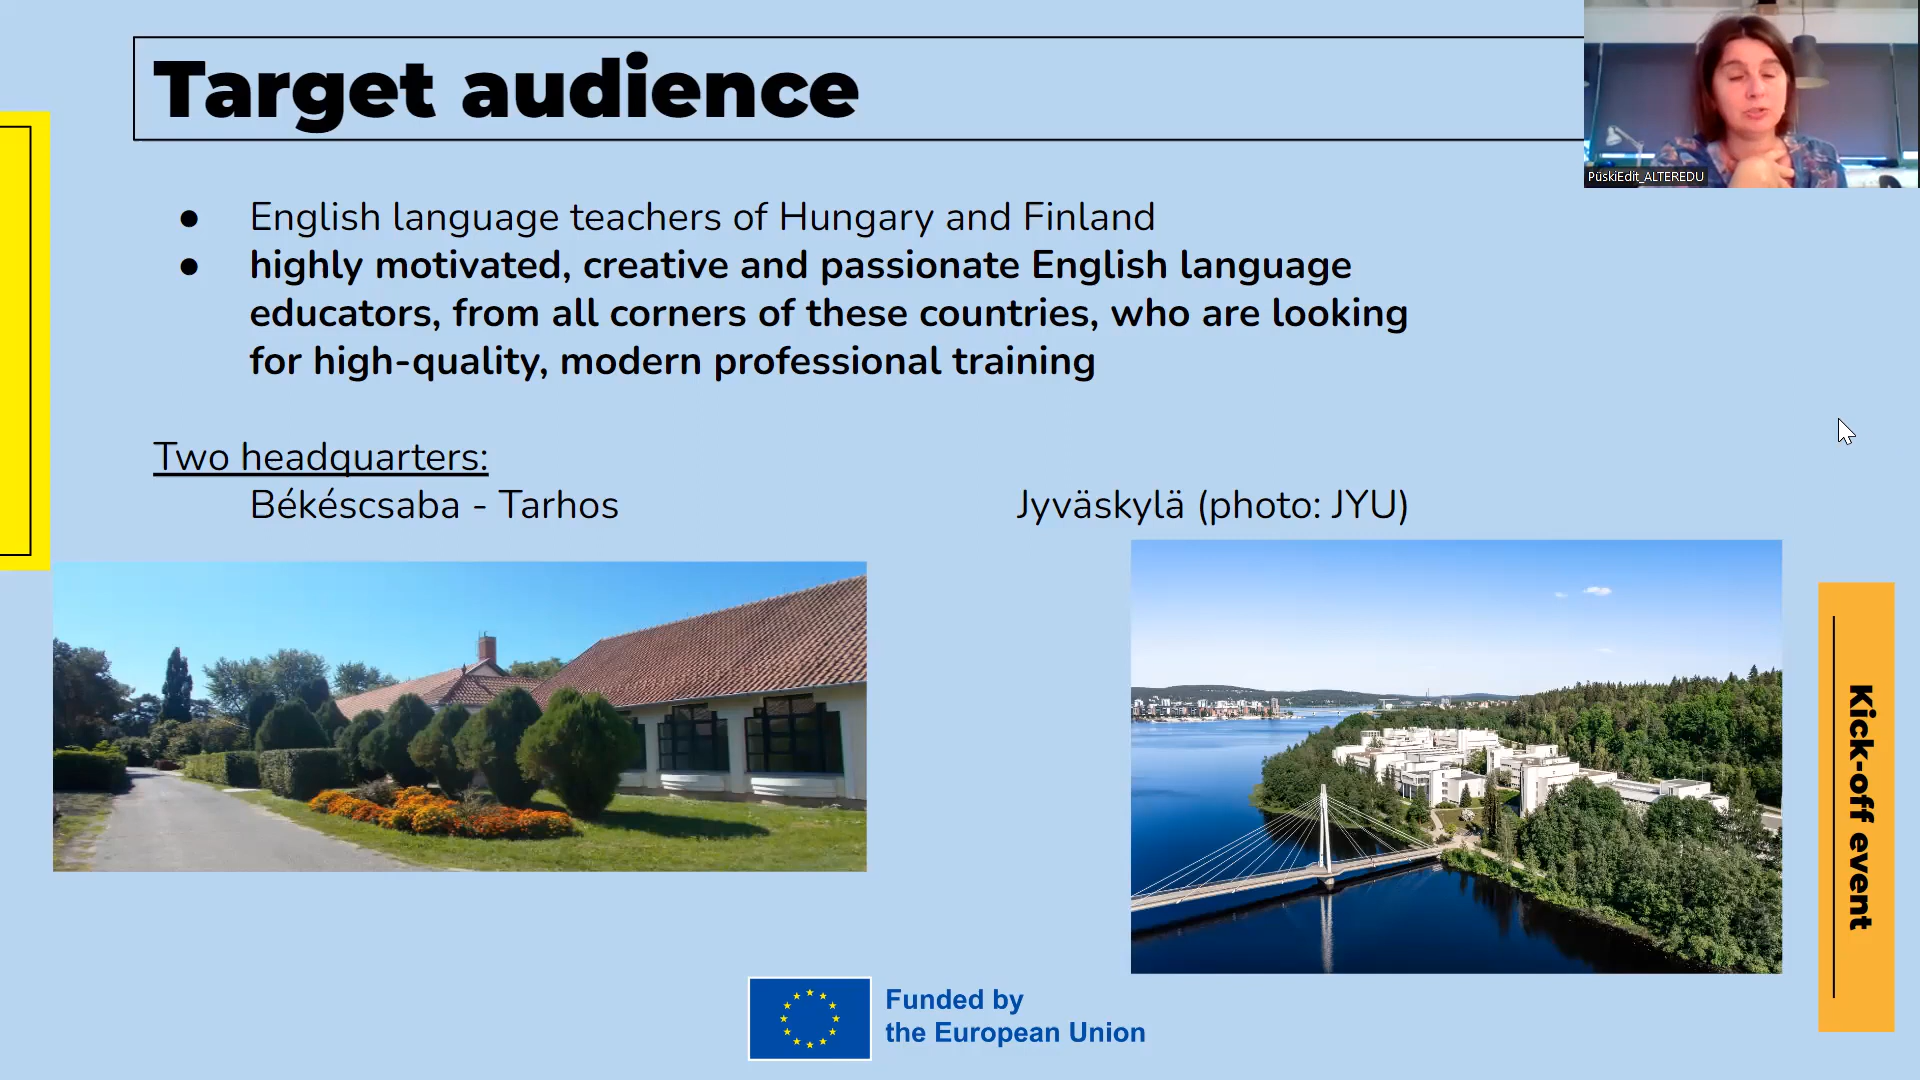 Target audience
PüskiEdit_ALTEREDU
● English language teachers of Hungary and Finland
● highly motivated, creative and passionate English language
educators, from all corners of these countries, who are looking
for high-quality, modern professional training
Two headquarters:
Békéscsaba - Tarhos
Jyväskylä (photo: JYU)
Kick-off event
Funded by
the European Union